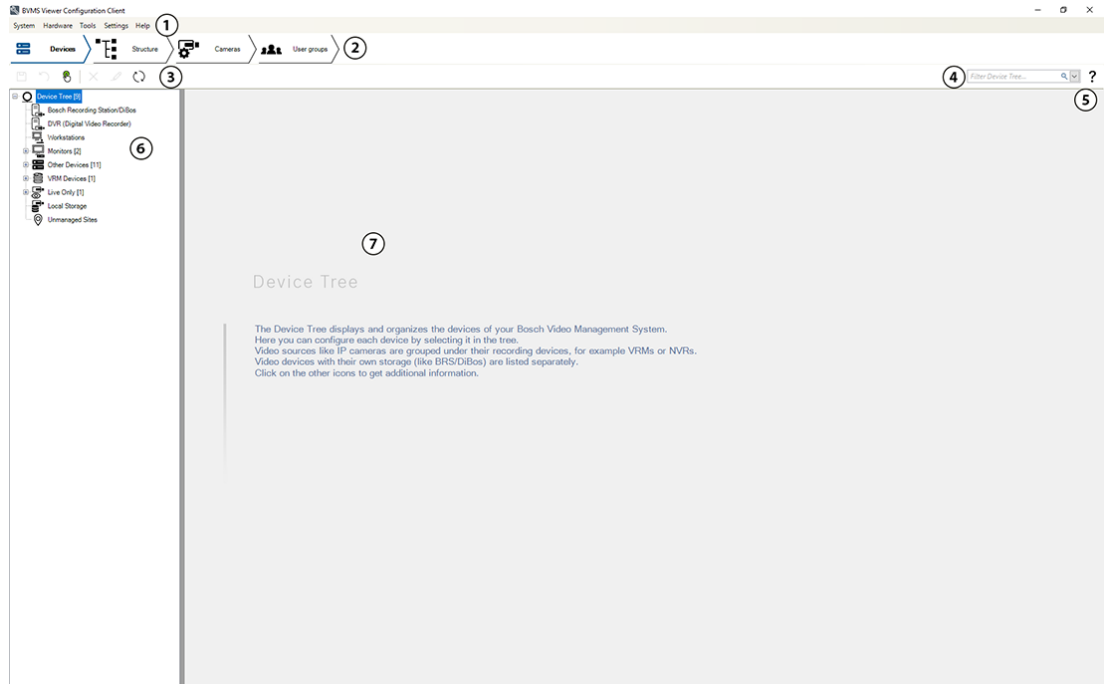 BVMS Viewer Configuration Client
System Hardware Tools Settings Help 1
Devices Structure Cameras User groups 2
3 4 Filter Device Tree... ?
5
Device Tree [9]
Bosch Recording Station/DiBos
DVR (Digital Video Recorder)
Workstations
Monitors [2]
6
Other Devices [11]
VRM Devices [1]
Live Only [1]
Local Storage
Unmanaged Sites
7
Device Tree
The Device Tree displays and organizes the devices of your Bosch Video Management System.
Here you can configure each device by selecting it in the tree.
Video sources like IP cameras are grouped under their recording devices, for example VRMs or NVRs.
Video devices with their own storage (like BRS/DiBos) are listed separately.
Click on the other icons to get additional information.